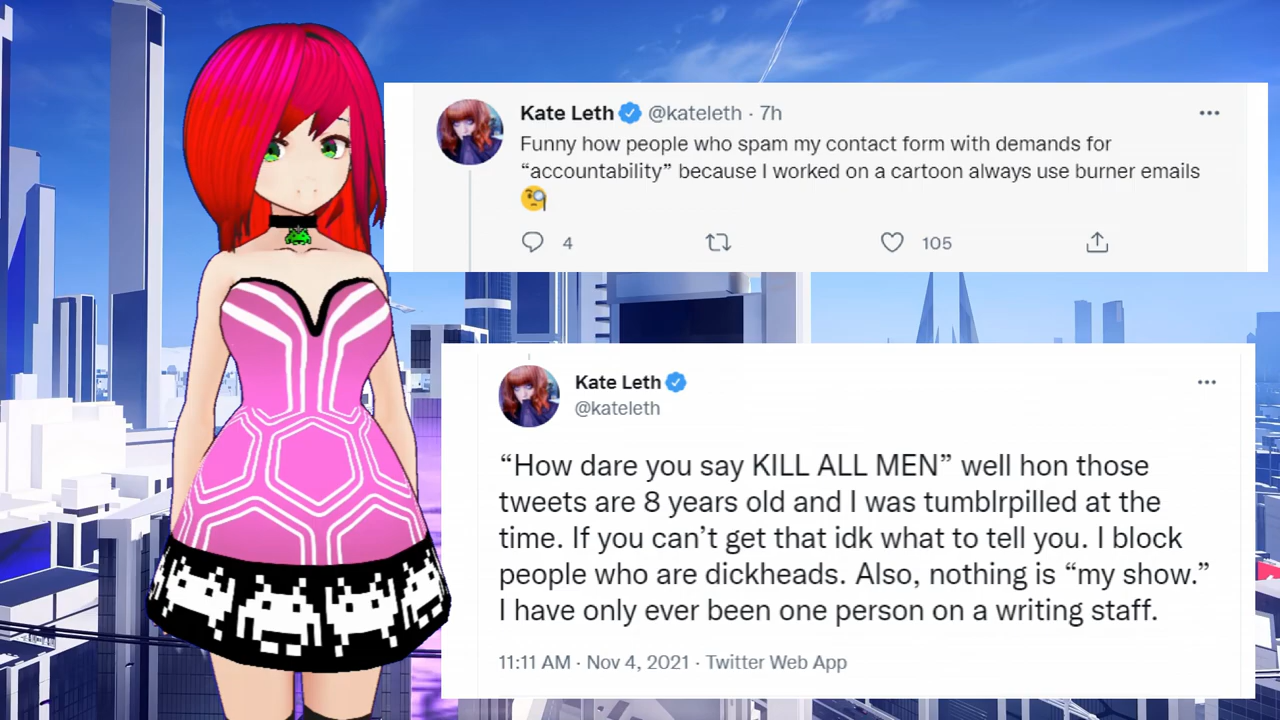 Kate Leth @kateleth · 7h
Funny how people who spam my contact form with demands for
“accountability” because I worked on a cartoon always use burner emails
🧐
4 105
Kate Leth
@kateleth
“How dare you say KILL ALL MEN” well hon those
tweets are 8 years old and I was tumblrpilled at the
time. If you can’t get that idk what to tell you. I block
people who are dickheads. Also, nothing is “my show.”
I have only ever been one person on a writing staff.
11:11 AM · Nov 4, 2021 · Twitter Web App